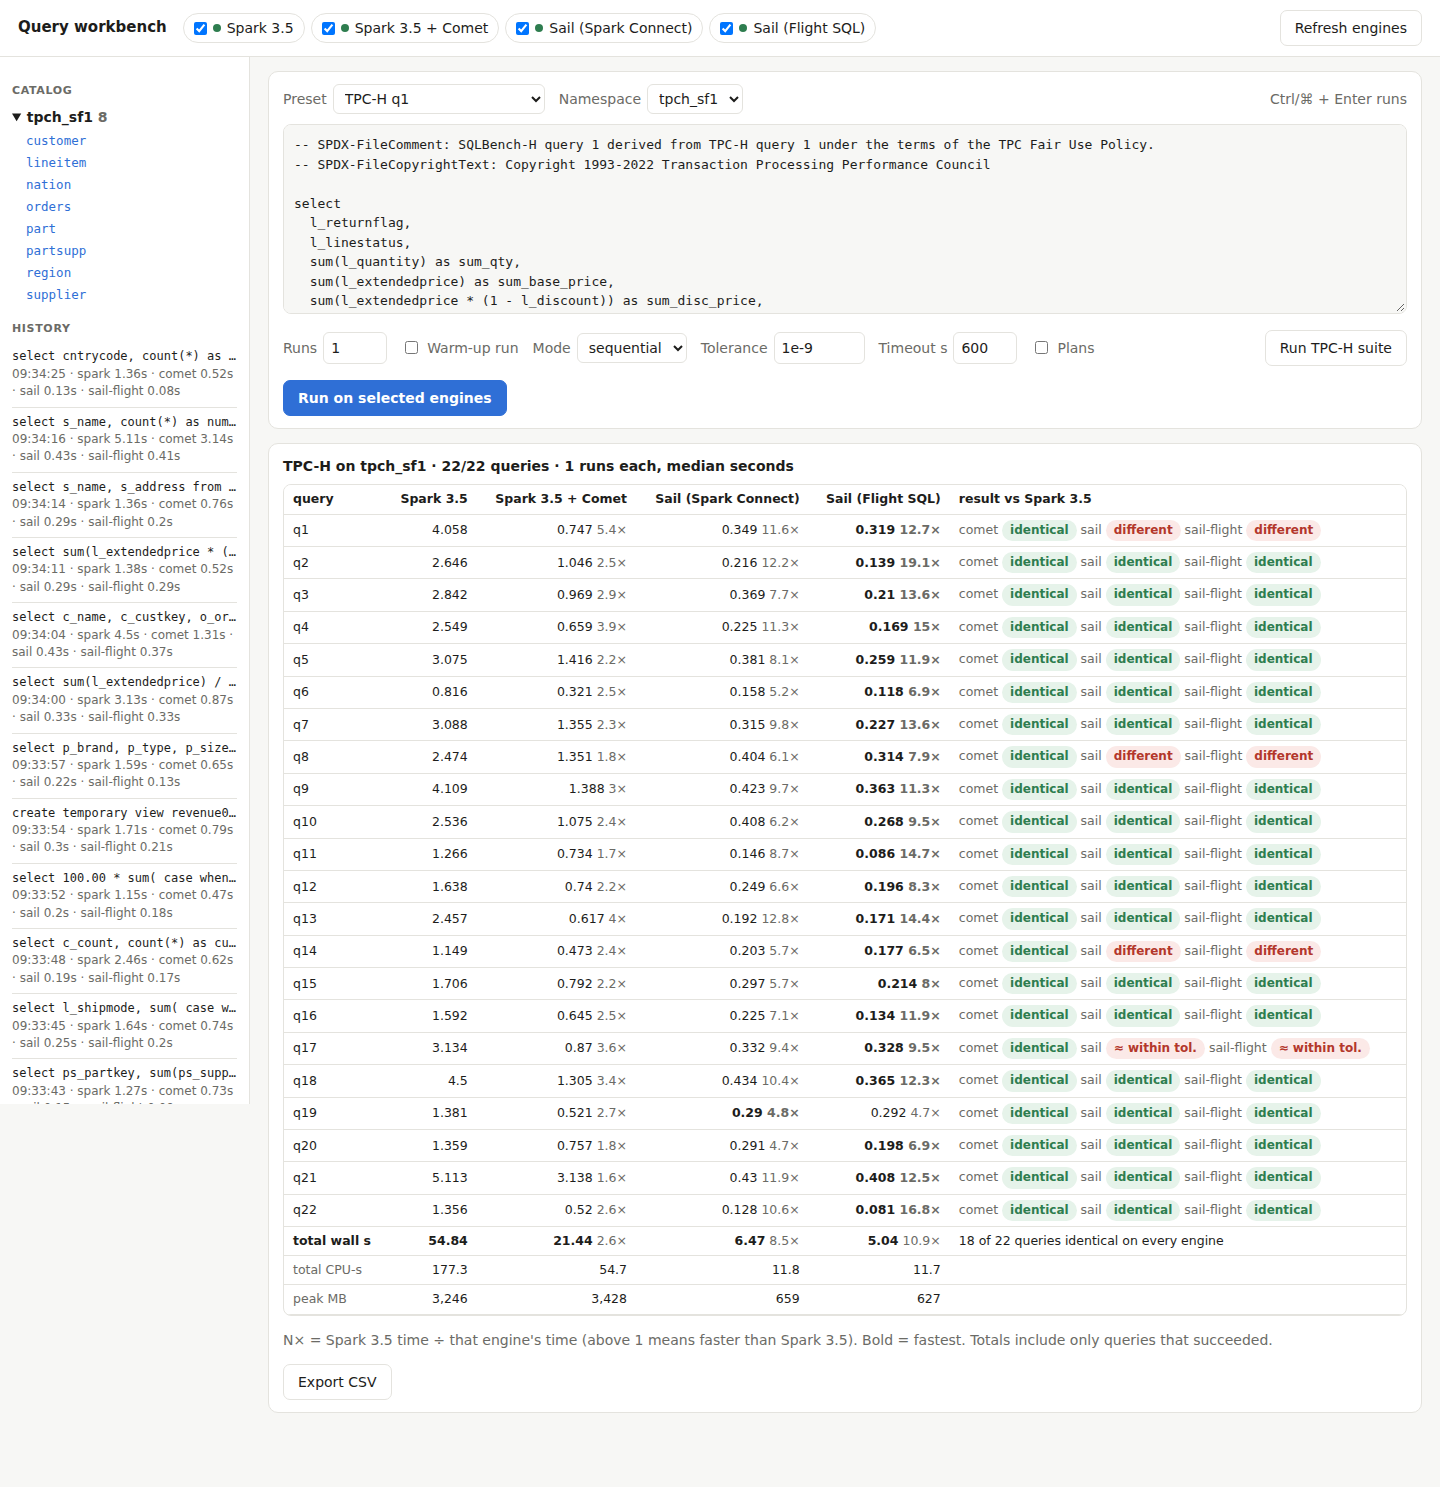 Query workbench
Spark 3.5
Spark 3.5 + Comet
Sail (Spark Connect)
Sail (Flight SQL)
Refresh engines
CATALOG
▼ tpch_sf1 8
customer
lineitem
nation
orders
part
partsupp
region
supplier
HISTORY
select cntrycode, count(*) as …
09:34:25 · spark 1.36s · comet 0.52s
· sail 0.13s · sail-flight 0.08s
select s_name, count(*) as num…
09:34:16 · spark 5.11s · comet 3.14s
· sail 0.43s · sail-flight 0.41s
select s_name, s_address from …
09:34:14 · spark 1.36s · comet 0.76s
· sail 0.29s · sail-flight 0.2s
select sum(l_extendedprice * (…
09:34:11 · spark 1.38s · comet 0.52s
· sail 0.29s · sail-flight 0.29s
select c_name, c_custkey, o_or…
09:34:04 · spark 4.5s · comet 1.31s ·
sail 0.43s · sail-flight 0.37s
select sum(l_extendedprice) / …
09:34:00 · spark 3.13s · comet 0.87s
· sail 0.33s · sail-flight 0.33s
select p_brand, p_type, p_size…
09:33:57 · spark 1.59s · comet 0.65s
· sail 0.22s · sail-flight 0.13s
create temporary view revenue0…
09:33:54 · spark 1.71s · comet 0.79s
· sail 0.3s · sail-flight 0.21s
select 100.00 * sum( case when…
09:33:52 · spark 1.15s · comet 0.47s
· sail 0.2s · sail-flight 0.18s
select c_count, count(*) as cu…
09:33:48 · spark 2.46s · comet 0.62s
· sail 0.19s · sail-flight 0.17s
select l_shipmode, sum( case w…
09:33:45 · spark 1.64s · comet 0.74s
· sail 0.25s · sail-flight 0.2s
select ps_partkey, sum(ps_supp…
09:33:43 · spark 1.27s · comet 0.73s
Preset TPC-H q1 Namespace tpch_sf1 Ctrl/⌘ + Enter runs
-- SPDX-FileComment: SQLBench-H query 1 derived from TPC-H query 1 under the terms of the TPC Fair Use Policy.
-- SPDX-FileCopyrightText: Copyright 1993-2022 Transaction Processing Performance Council
select
l_returnflag,
l_linestatus,
sum(l_quantity) as sum_qty,
sum(l_extendedprice) as sum_base_price,
sum(l_extendedprice * (1 - l_discount)) as sum_disc_price,
Runs 1 Warm-up run Mode sequential Tolerance 1e-9 Timeout s 600 Plans Run TPC-H suite
Run on selected engines
TPC-H on tpch_sf1 · 22/22 queries · 1 runs each, median seconds
query Spark 3.5 Spark 3.5 + Comet Sail (Spark Connect) Sail (Flight SQL) result vs Spark 3.5
q1 4.058 0.747 5.4× 0.349 11.6× 0.319 12.7× comet identical sail different sail-flight different
q2 2.646 1.046 2.5× 0.216 12.2× 0.139 19.1× comet identical sail identical sail-flight identical
q3 2.842 0.969 2.9× 0.369 7.7× 0.21 13.6× comet identical sail identical sail-flight identical
q4 2.549 0.659 3.9× 0.225 11.3× 0.169 15× comet identical sail identical sail-flight identical
q5 3.075 1.416 2.2× 0.381 8.1× 0.259 11.9× comet identical sail identical sail-flight identical
q6 0.816 0.321 2.5× 0.158 5.2× 0.118 6.9× comet identical sail identical sail-flight identical
q7 3.088 1.355 2.3× 0.315 9.8× 0.227 13.6× comet identical sail identical sail-flight identical
q8 2.474 1.351 1.8× 0.404 6.1× 0.314 7.9× comet identical sail different sail-flight different
q9 4.109 1.388 3× 0.423 9.7× 0.363 11.3× comet identical sail identical sail-flight identical
q10 2.536 1.075 2.4× 0.408 6.2× 0.268 9.5× comet identical sail identical sail-flight identical
q11 1.266 0.734 1.7× 0.146 8.7× 0.086 14.7× comet identical sail identical sail-flight identical
q12 1.638 0.74 2.2× 0.249 6.6× 0.196 8.3× comet identical sail identical sail-flight identical
q13 2.457 0.617 4× 0.192 12.8× 0.171 14.4× comet identical sail identical sail-flight identical
q14 1.149 0.473 2.4× 0.203 5.7× 0.177 6.5× comet identical sail different sail-flight different
q15 1.706 0.792 2.2× 0.297 5.7× 0.214 8× comet identical sail identical sail-flight identical
q16 1.592 0.645 2.5× 0.225 7.1× 0.134 11.9× comet identical sail identical sail-flight identical
q17 3.134 0.87 3.6× 0.332 9.4× 0.328 9.5× comet identical sail ≈ within tol. sail-flight ≈ within tol.
q18 4.5 1.305 3.4× 0.434 10.4× 0.365 12.3× comet identical sail identical sail-flight identical
q19 1.381 0.521 2.7× 0.29 4.8× 0.292 4.7× comet identical sail identical sail-flight identical
q20 1.359 0.757 1.8× 0.291 4.7× 0.198 6.9× comet identical sail identical sail-flight identical
q21 5.113 3.138 1.6× 0.43 11.9× 0.408 12.5× comet identical sail identical sail-flight identical
q22 1.356 0.52 2.6× 0.128 10.6× 0.081 16.8× comet identical sail identical sail-flight identical
total wall s 54.84 21.44 2.6× 6.47 8.5× 5.04 10.9× 18 of 22 queries identical on every engine
total CPU-s 177.3 54.7 11.8 11.7
peak MB 3,246 3,428 659 627
N× = Spark 3.5 time ÷ that engine's time (above 1 means faster than Spark 3.5). Bold = fastest. Totals include only queries that succeeded.
Export CSV